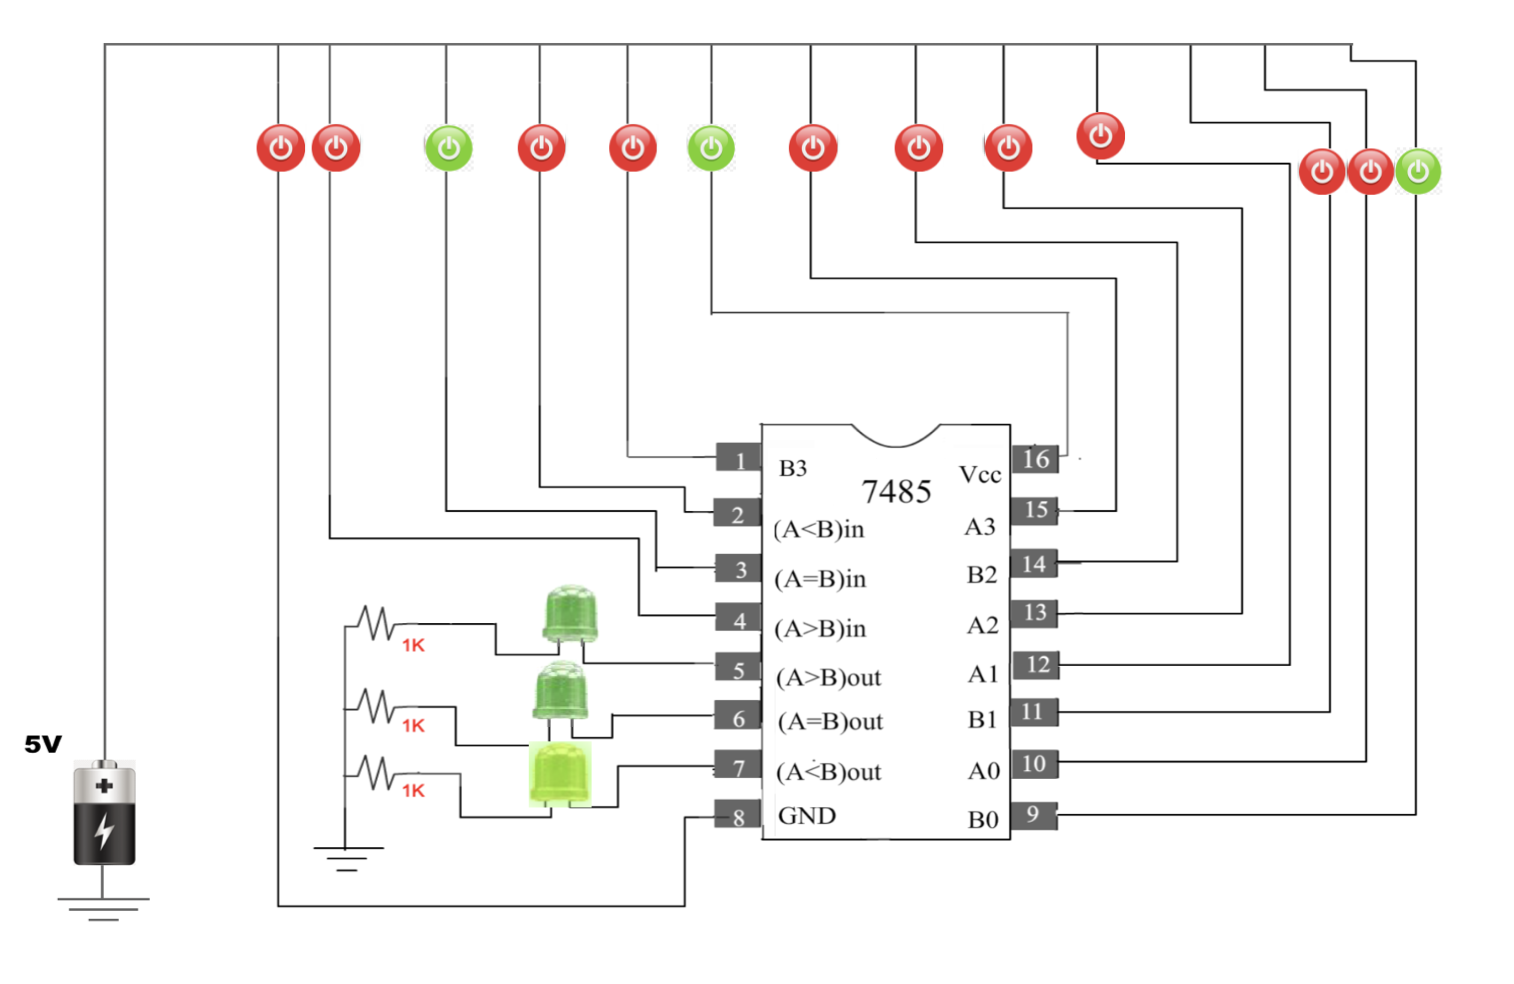 1
B3
7485
Vcc
16
2
(A<B)in
A3
15
3
(A=B)in
B2
14
4
(A>B)in
A2
13
1K
5
(A>B)out
A1
12
1K
6
(A=B)out
B1
11
5V
1K
7
(A<B)out
A0
10
8
GND
B0
9